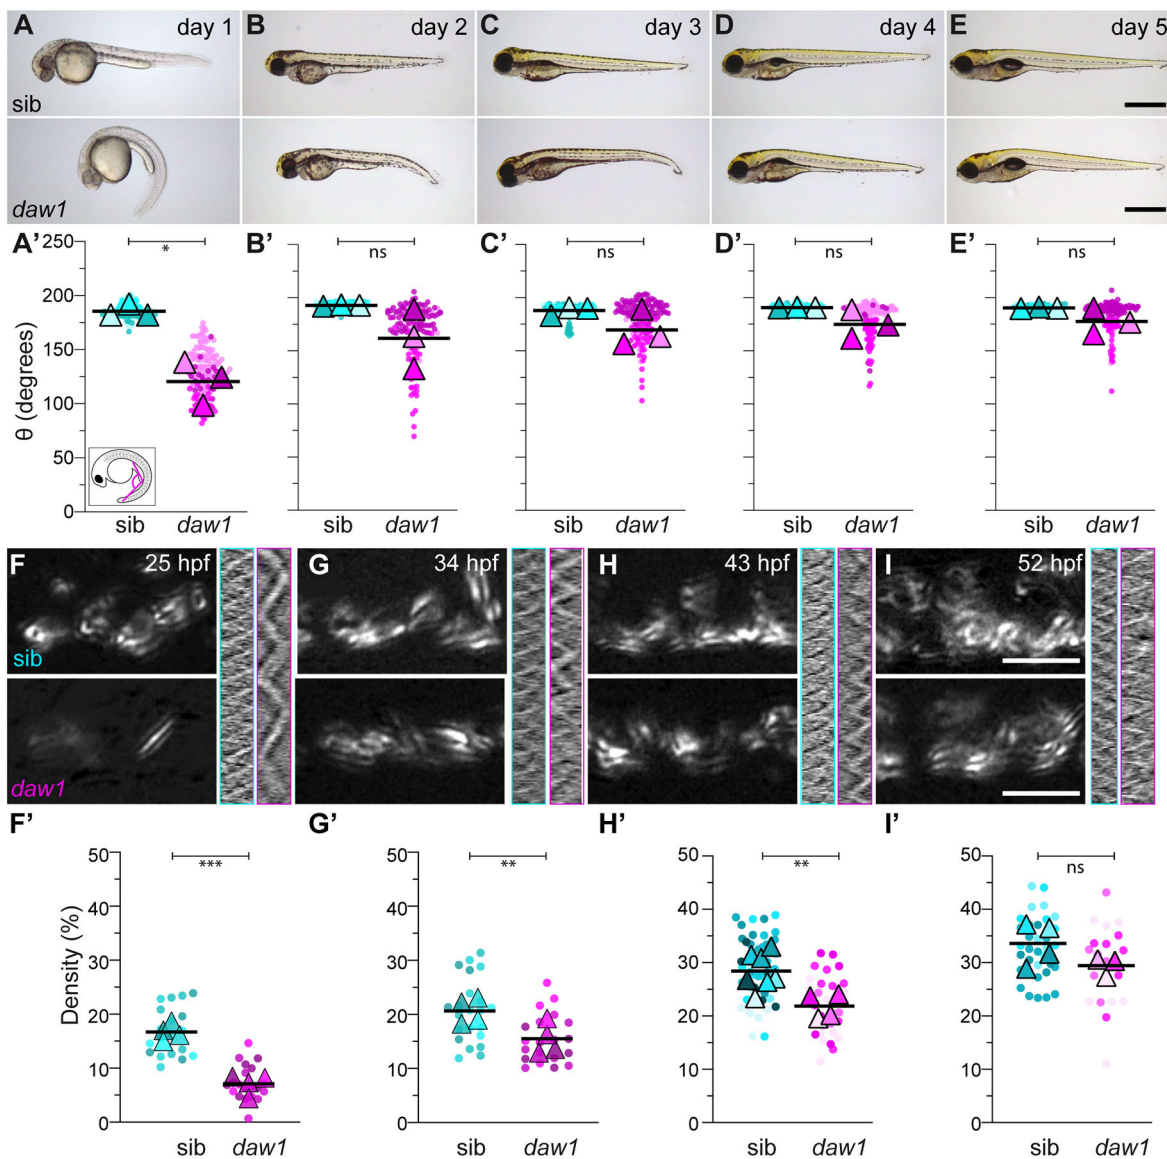 A day 1 B day 2 C day 3 D day 4 E day 5
sib
daw1
A' B' C' D' E'
* ns ns ns ns
250
200
150
100
50
0
θ (degrees)
sib daw1 sib daw1 sib daw1 sib daw1 sib daw1
F 25 hpf G 34 hpf H 43 hpf I 52 hpf
sib
daw1
F' G' H' I'
50 50 50 50
*** ** ** ns
40 40 40 40
30 30 30 30
20 20 20 20
10 10 10 10
0 0 0 0
Density (%)
sib daw1 sib daw1 sib daw1 sib daw1